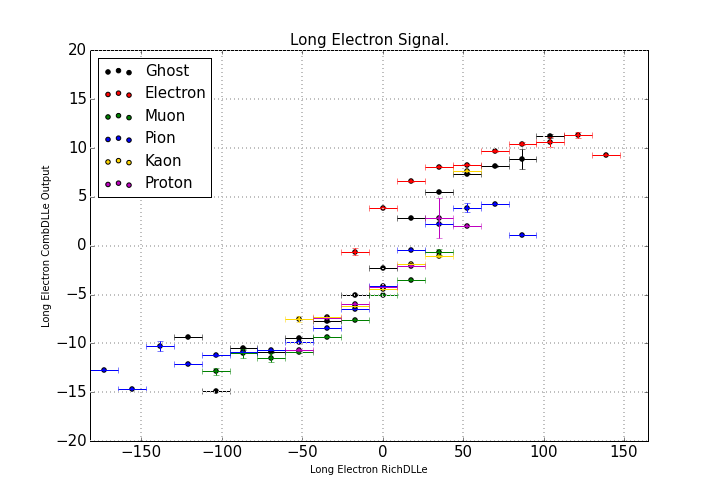 Long Electron Signal.
20
15
10
5
0
−5
−10
−15
−20
Long Electron CombDLLe Output
Ghost
Electron
Muon
Pion
Kaon
Proton
−150 −100 −50 0 50 100 150
Long Electron RichDLLe